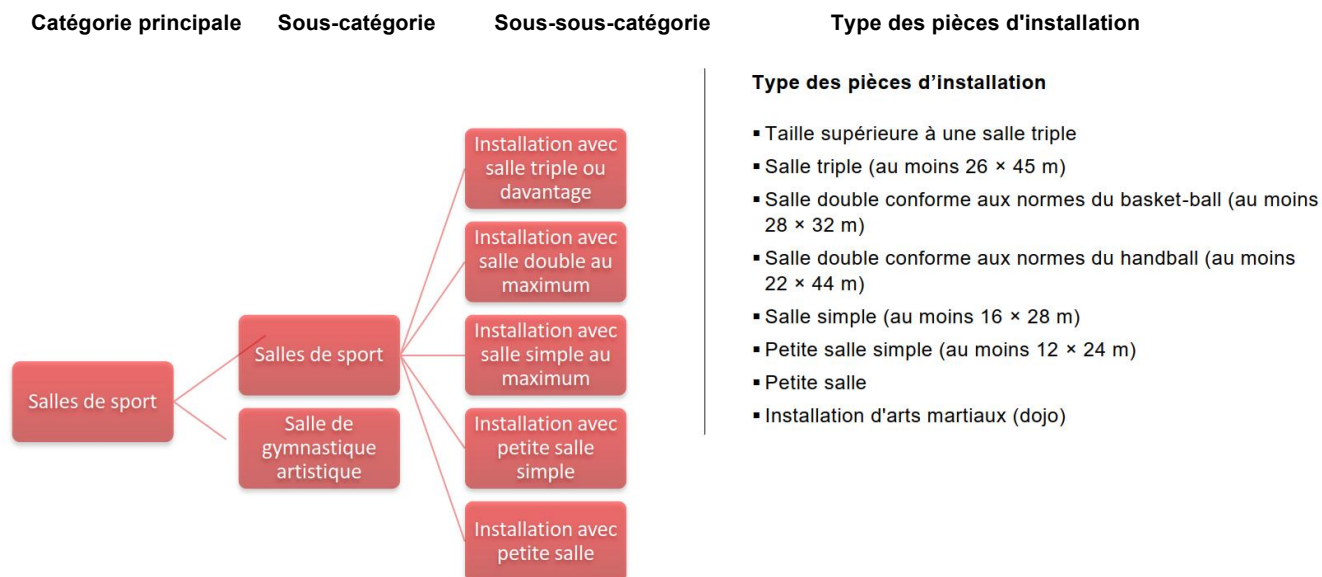 Catégorie principale Sous-catégorie Sous-sous-catégorie Type des pièces d'installation
Salles de sport
Salles de sport
Salle de
gymnastique
artistique
Installation avec
salle triple ou
davantage
Installation avec
salle double au
maximum
Installation avec
salle simple au
maximum
Installation avec
petite salle
simple
Installation avec
petite salle
Type des pièces d’installation
▪ Taille supérieure à une salle triple
▪ Salle triple (au moins 26 × 45 m)
▪ Salle double conforme aux normes du basket-ball (au moins
28 × 32 m)
▪ Salle double conforme aux normes du handball (au moins
22 × 44 m)
▪ Salle simple (au moins 16 × 28 m)
▪ Petite salle simple (au moins 12 × 24 m)
▪ Petite salle
▪ Installation d'arts martiaux (dojo)